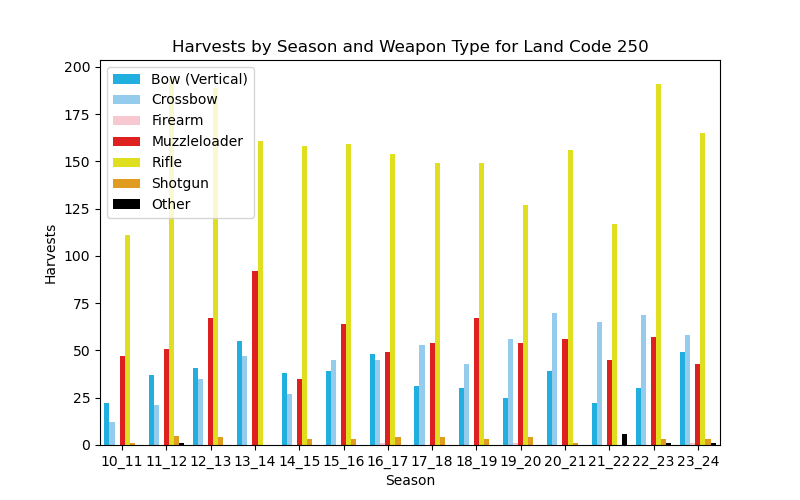 Harvests by Season and Weapon Type for Land Code 250
200
175
150
125
100
75
50
25
0
Harvests
Bow (Vertical)
Crossbow
Firearm
Muzzleloader
Rifle
Shotgun
Other
10_11 11_12 12_13 13_14 14_15 15_16 16_17 17_18 18_19 19_20 20_21 21_22 22_23 23_24
Season